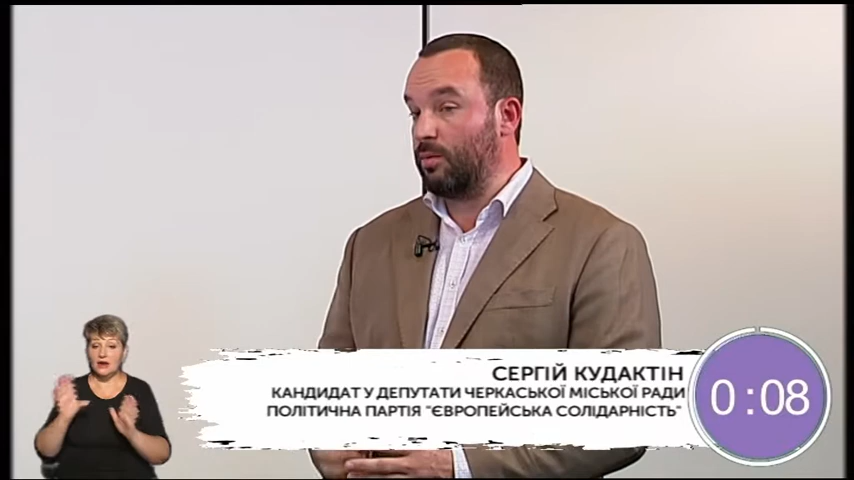 СЕРГІЙ КУДАКТІН
КАНДИДАТ У ДЕПУТАТИ ЧЕРКАСЬКОЇ МІСЬКОЇ РАДИ
ПОЛІТИЧНА ПАРТІЯ "ЄВРОПЕЙСЬКА СОЛІДАРНІСТЬ"
0:08